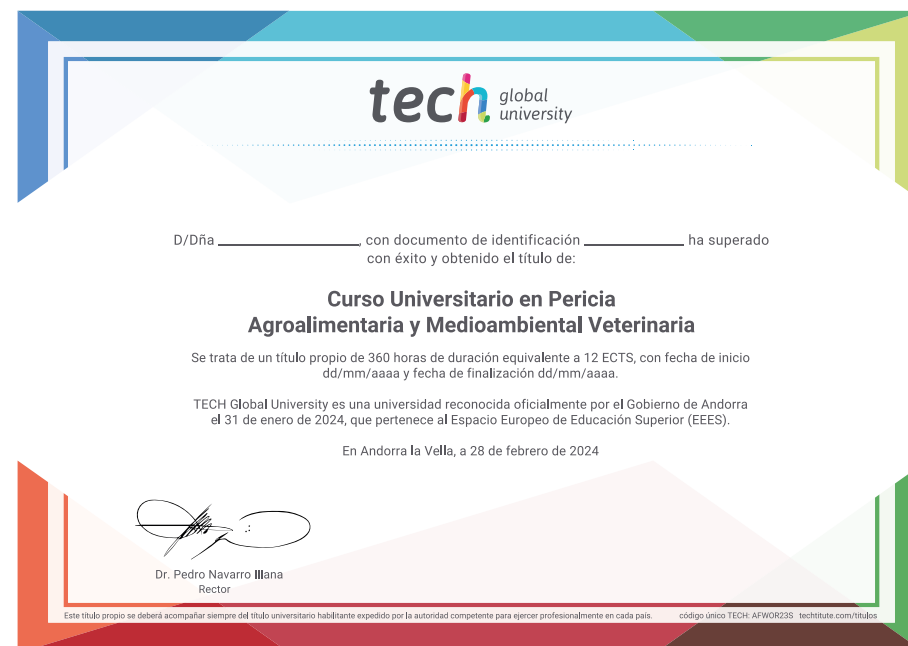 tech global university
D/Dña ________________, con documento de identificación ____________ ha superado
con éxito y obtenido el título de:
Curso Universitario en Pericia
Agroalimentaria y Medioambiental Veterinaria
Se trata de un título propio de 360 horas de duración equivalente a 12 ECTS, con fecha de inicio
dd/mm/aaaa y fecha de finalización dd/mm/aaaa.
TECH Global University es una universidad reconocida oficialmente por el Gobierno de Andorra
el 31 de enero de 2024, que pertenece al Espacio Europeo de Educación Superior (EEES).
En Andorra la Vella, a 28 de febrero de 2024
Dr. Pedro Navarro Illana
Rector
Este título propio se deberá acompañar siempre del título universitario habilitante expedido por la autoridad competente para ejercer profesionalmente en cada país. código único TECH: AFWOR23S techtitute.com/titulos